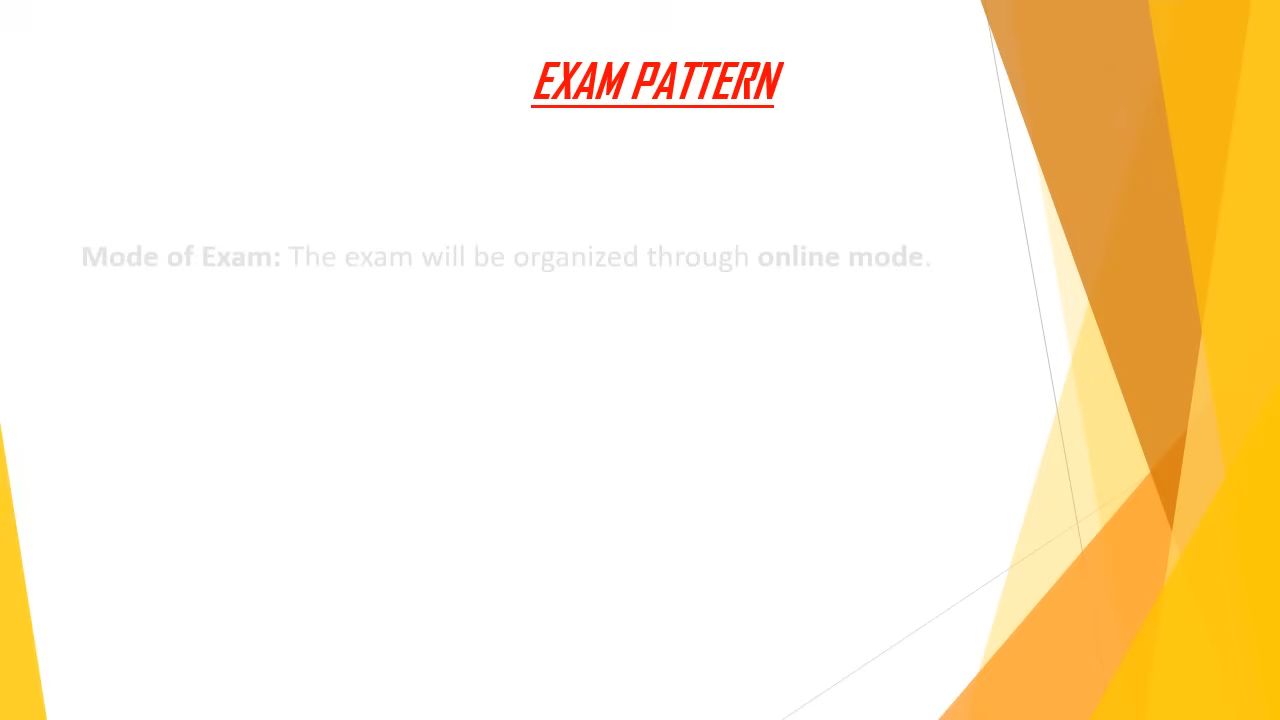 EXAM PATTERN
Mode of Exam: The exam will be organized through online mode.